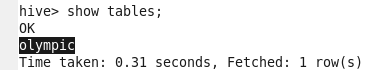 hive> show tables;
OK
olympic
Time taken: 0.31 seconds, Fetched: 1 row(s)